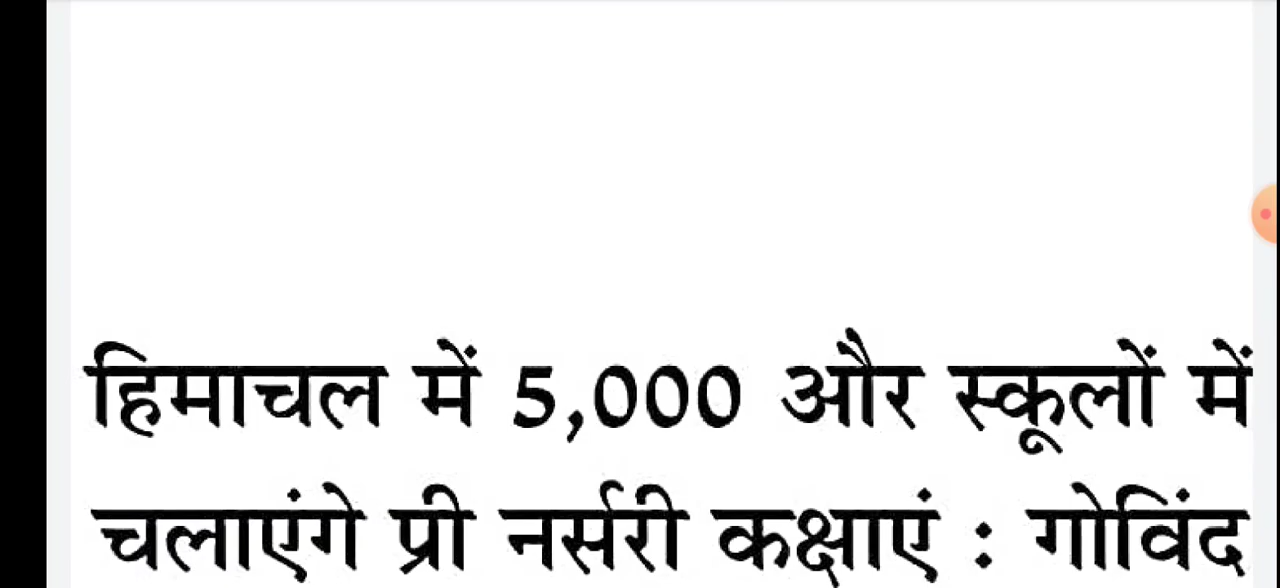 हिमाचल में 5,000 और स्कूलों में
चलाएंगे प्री नर्सरी कक्षाएं : गोविंद